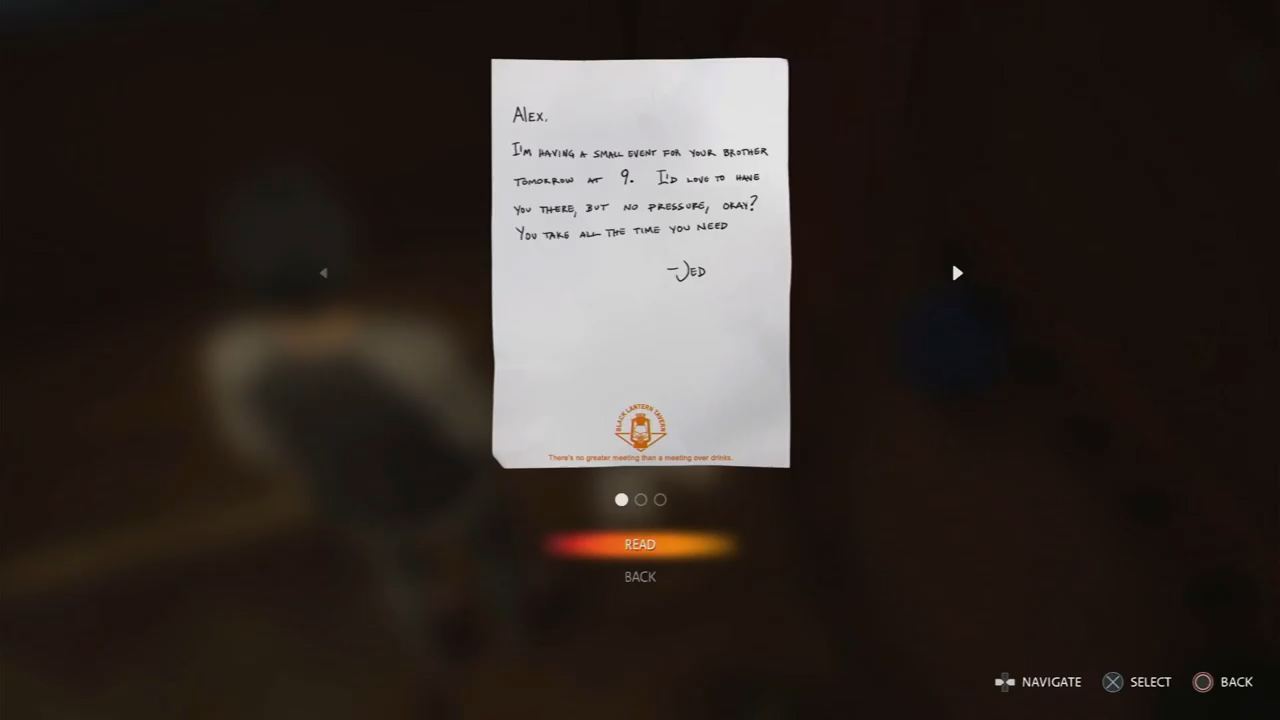 Alex,
I'm having a small event for your brother
tomorrow at 9. I'd love to have
you there, but no pressure, okay?
You take all the time you need
-Jed
BLACK LANTERN TAVERN
There's no greater meeting than a meeting over drinks.
READ
BACK
NAVIGATE SELECT BACK